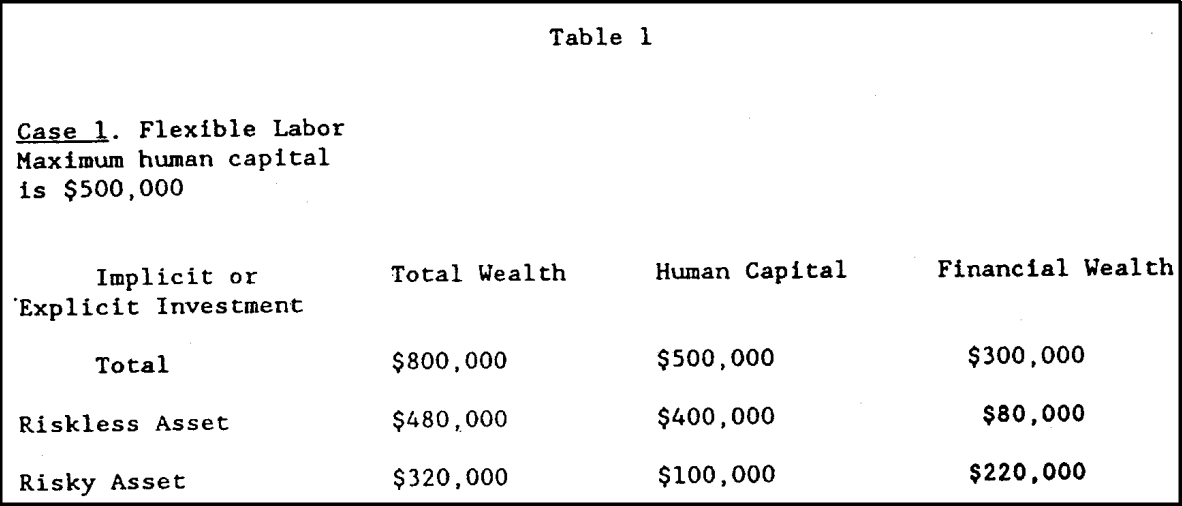 Table 1
Case 1. Flexible Labor
Maximum human capital
is $500,000
Implicit or Total Wealth Human Capital Financial Wealth
Explicit Investment
Total $800,000 $500,000 $300,000
Riskless Asset $480,000 $400,000 $80,000
Risky Asset $320,000 $100,000 $220,000